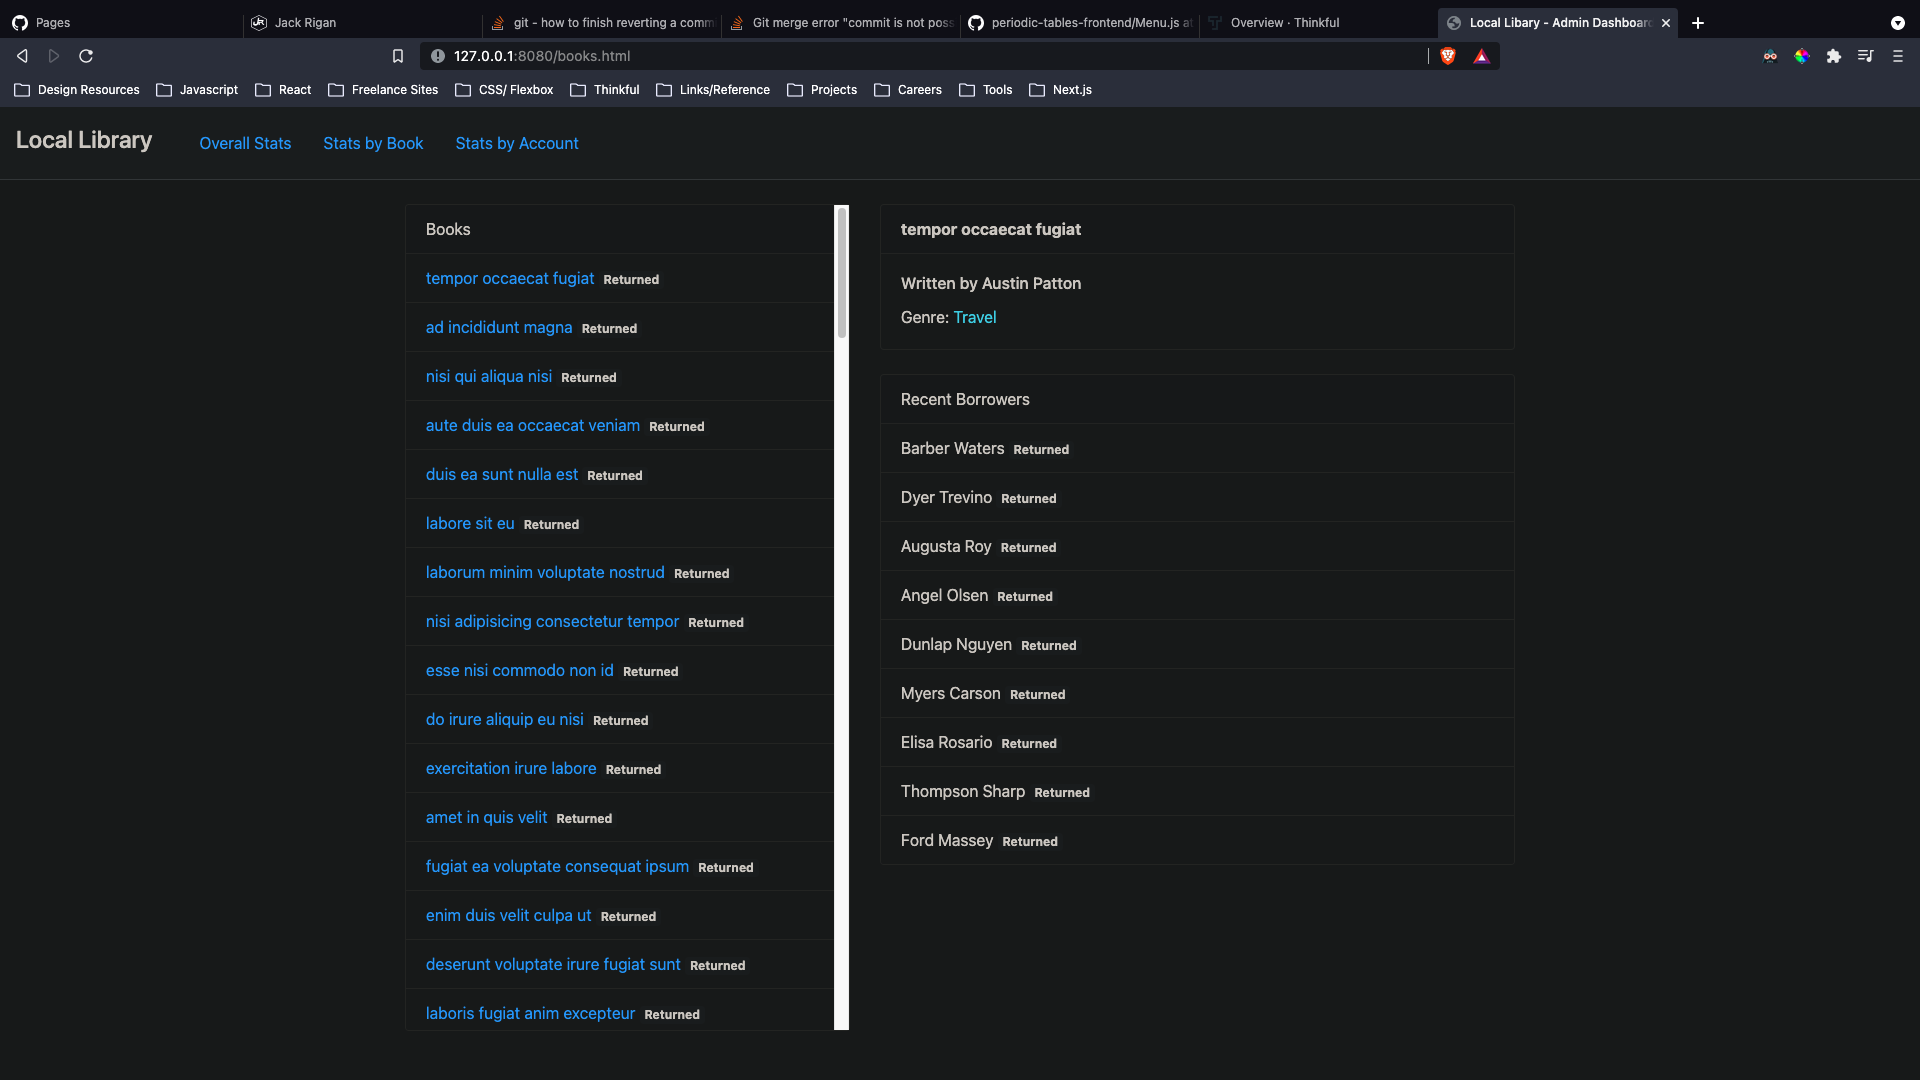 Pages
Jack Rigan
git - how to finish reverting a comm
Git merge error "commit is not poss
periodic-tables-frontend/Menu.js at
Overview · Thinkful
Local Libary - Admin Dashboard
127.0.0.1:8080/books.html
Design Resources
Javascript
React
Freelance Sites
CSS/ Flexbox
Thinkful
Links/Reference
Projects
Careers
Tools
Next.js
Local Library
Overall Stats
Stats by Book
Stats by Account
Books
tempor occaecat fugiat Returned
ad incididunt magna Returned
nisi qui aliqua nisi Returned
aute duis ea occaecat veniam Returned
duis ea sunt nulla est Returned
labore sit eu Returned
laborum minim voluptate nostrud Returned
nisi adipisicing consectetur tempor Returned
esse nisi commodo non id Returned
do irure aliquip eu nisi Returned
exercitation irure labore Returned
amet in quis velit Returned
fugiat ea voluptate consequat ipsum Returned
enim duis velit culpa ut Returned
deserunt voluptate irure fugiat sunt Returned
laboris fugiat anim excepteur Returned
tempor occaecat fugiat
Written by Austin Patton
Genre: Travel
Recent Borrowers
Barber Waters Returned
Dyer Trevino Returned
Augusta Roy Returned
Angel Olsen Returned
Dunlap Nguyen Returned
Myers Carson Returned
Elisa Rosario Returned
Thompson Sharp Returned
Ford Massey Returned